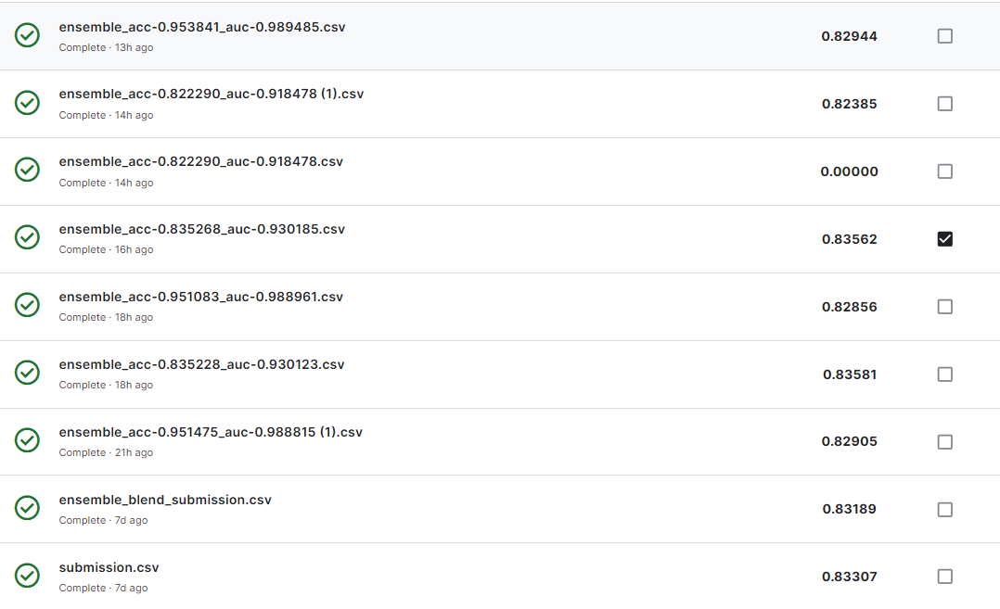 ensemble_acc-0.953841_auc-0.989485.csv
Complete · 13h ago
0.82944
ensemble_acc-0.822290_auc-0.918478 (1).csv
Complete · 14h ago
0.82385
ensemble_acc-0.822290_auc-0.918478.csv
Complete · 14h ago
0.00000
ensemble_acc-0.835268_auc-0.930185.csv
Complete · 16h ago
0.83562
ensemble_acc-0.951083_auc-0.988961.csv
Complete · 18h ago
0.82856
ensemble_acc-0.835228_auc-0.930123.csv
Complete · 18h ago
0.83581
ensemble_acc-0.951475_auc-0.988815 (1).csv
Complete · 21h ago
0.82905
ensemble_blend_submission.csv
Complete · 7d ago
0.83189
submission.csv
Complete · 7d ago
0.83307